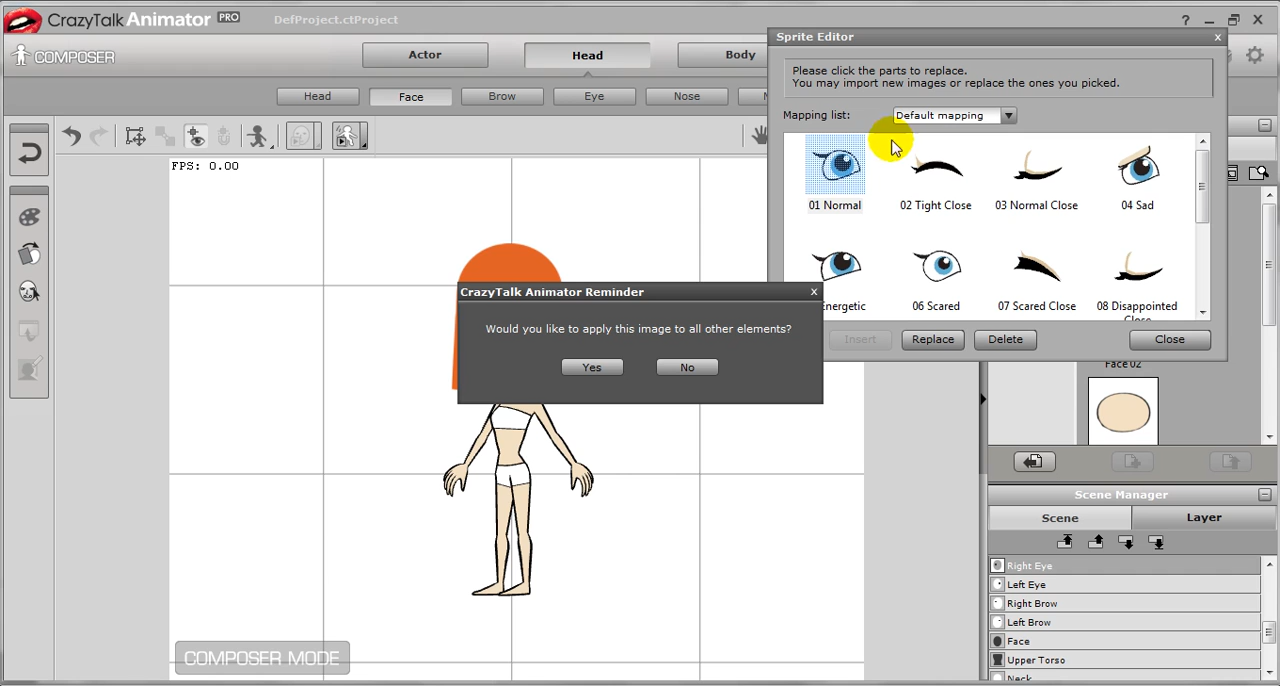 CrazyTalk Animator PRO
DefProject.ctProject
COMPOSER
Actor
Head
Body
Head
Face
Brow
Eye
Nose
FPS: 0.00
Sprite Editor
Please click the parts to replace.
You may import new images or replace the ones you picked.
Mapping list:
Default mapping
01 Normal
02 Tight Close
03 Normal Close
04 Sad
Energetic
06 Scared
07 Scared Close
08 Disappointed
Insert
Replace
Delete
Close
CrazyTalk Animator Reminder
Would you like to apply this image to all other elements?
Yes
No
Face 02
Scene Manager
Scene
Layer
Right Eye
Left Eye
Right Brow
Left Brow
Face
Upper Torso
Neck
COMPOSER MODE